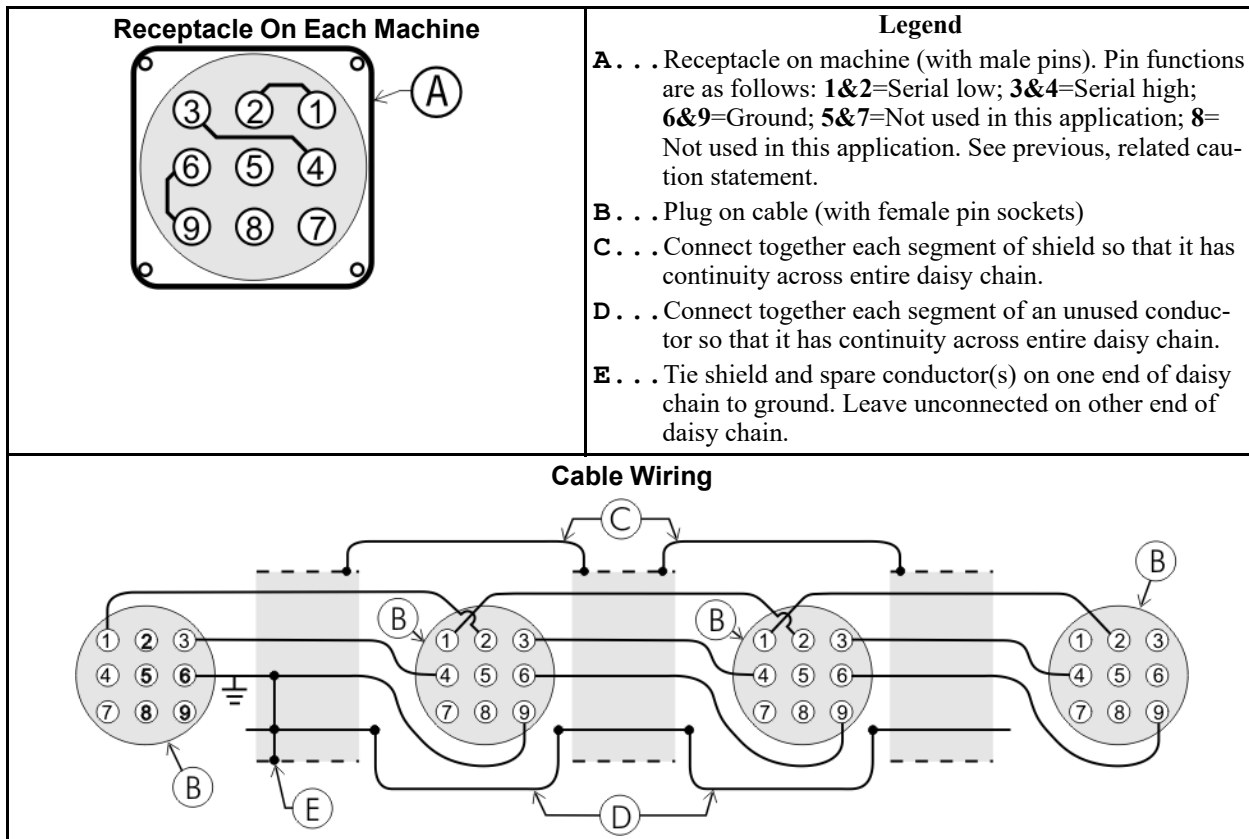 Receptacle On Each Machine
A
3 2 1
6 5 4
9 8 7
Legend
A...Receptacle on machine (with male pins). Pin functions
are as follows: 1&2=Serial low; 3&4=Serial high;
6&9=Ground; 5&7=Not used in this application; 8=
Not used in this application. See previous, related cau-
tion statement.
B...Plug on cable (with female pin sockets)
C...Connect together each segment of shield so that it has
continuity across entire daisy chain.
D...Connect together each segment of an unused conduc-
tor so that it has continuity across entire daisy chain.
E...Tie shield and spare conductor(s) on one end of daisy
chain to ground. Leave unconnected on other end of
daisy chain.
Cable Wiring
C
B
B
B
1 2 3 1 2 3 1 2 3 1 2 3
4 5 6 4 5 6 4 5 6 4 5 6
7 8 9 7 8 9 7 8 9 7 8 9
B
E
D